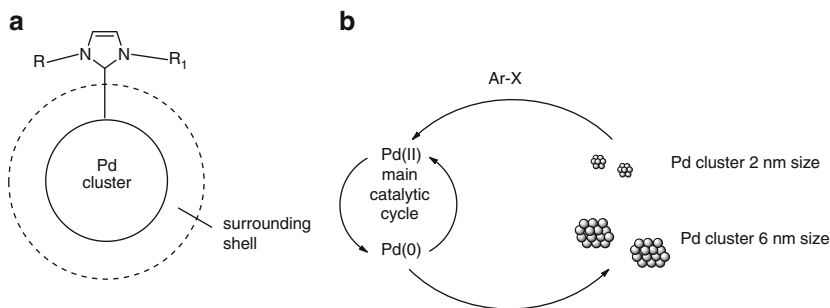 a
R
N
N
R1
Pd
cluster
surrounding
shell
b
Ar-X
Pd(II)
main
catalytic
cycle
Pd(0)
Pd cluster 2 nm size
Pd cluster 6 nm size